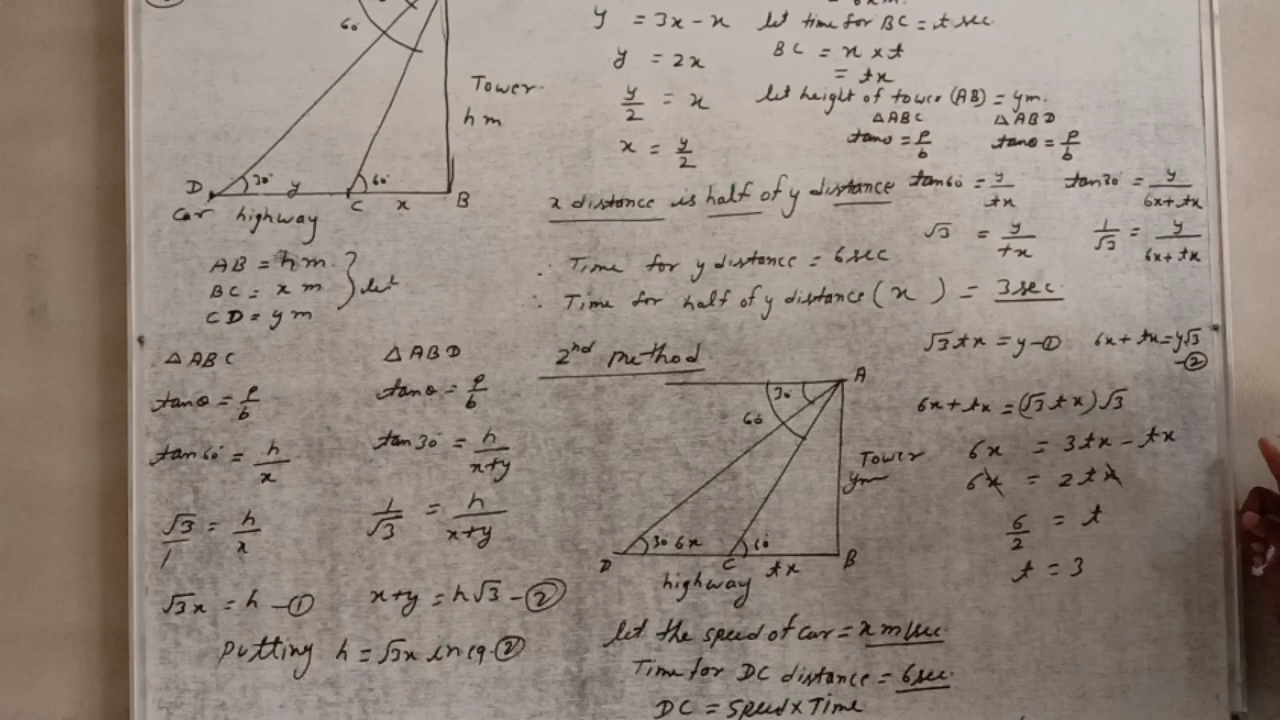 60°
Tower
h m
D 30° y 60° B
Car highway C x
AB = h m
BC = x m } let
CD = y m
△ABC △ABD
tanθ = p/b tanθ = p/b
tan60° = h/x tan30° = h/x+y
√3/1 = h/x 1/√3 = h/x+y
√3x = h -① x+y = h√3 -②
putting h = √3x in eq. ②
y = 3x - x
y = 2x
y/2 = x
x = y/2
x distance is half of y distance
∴ Time for y distance = 6 sec
∴ Time for half of y distance (x) = 3 sec.
2nd method
A
30°
60°
Tower
ym
D 30° 6x C 60° B
highway tx
let the speed of car = x m/sec
Time for DC distance = 6 sec.
DC = Speed x Time
let time for BC = t sec
BC = x x t
= tx
let height of tower (AB) = ym.
△ABC △ABD
tanθ = p/b tanθ = p/b
tan60° = y/tx tan30° = y/6x+tx
√3 = y/tx 1/√3 = y/6x+tx
√3tx = y -① 6x + tx = y√3 -②
6x + tx = (√3tx)√3
6x = 3tx - tx
6x = 2tx
6/2 = t
t = 3